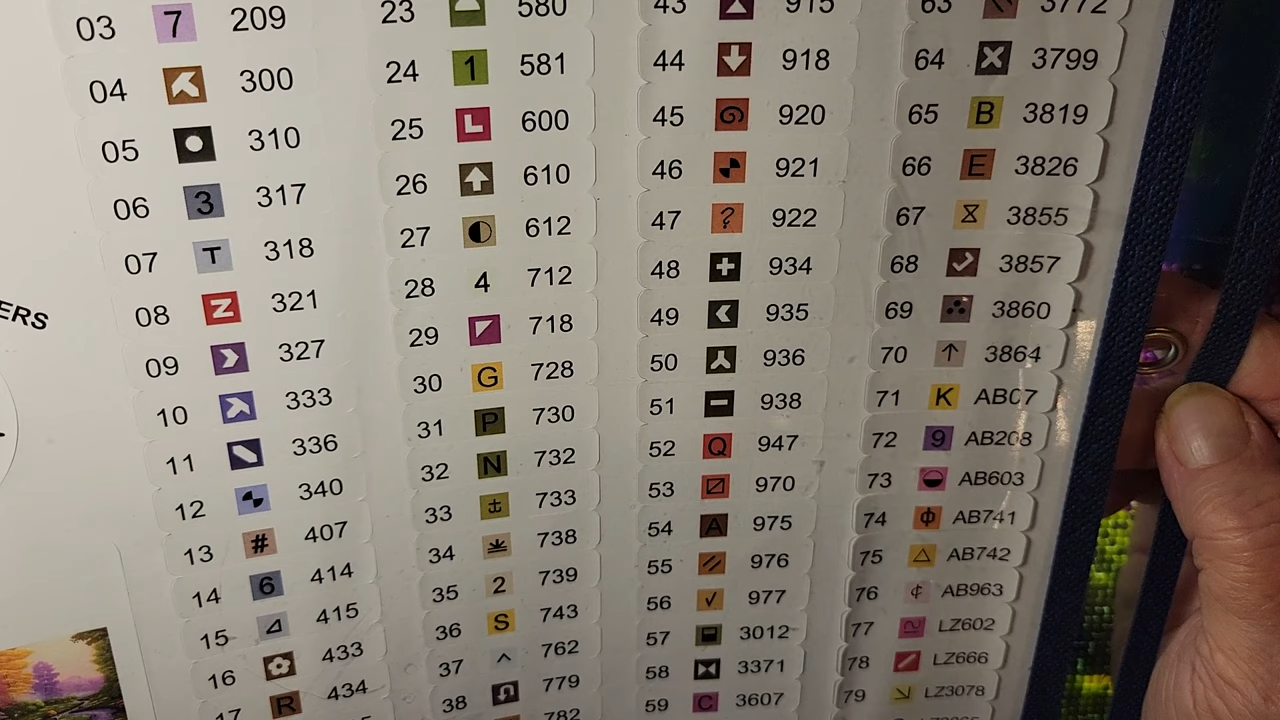 03 7 209
04 300
05 310
06 3 317
07 T 318
08 Z 321
09 327
10 333
11 336
12 340
13 # 407
14 6 414
15 415
16 433
17 R 434
ERS
23 580
24 1 581
25 L 600
26 610
27 612
28 4 712
29 718
30 G 728
31 P 730
32 N 732
33 733
34 738
35 2 739
36 S 743
37 ^ 762
38 779
782
43 915
44 918
45 920
46 921
47 ? 922
48 934
49 935
50 936
51 938
52 Q 947
53 970
54 A 975
55 976
56 977
57 3012
58 3371
59 C 3607
63 3772
64 3799
65 B 3819
66 E 3826
67 3855
68 3857
69 3860
70 ↑ 3864
71 K AB07
72 9 AB208
73 AB603
74 Φ AB741
75 △ AB742
76 ¢ AB963
77 LZ602
78 LZ666
79 LZ3078